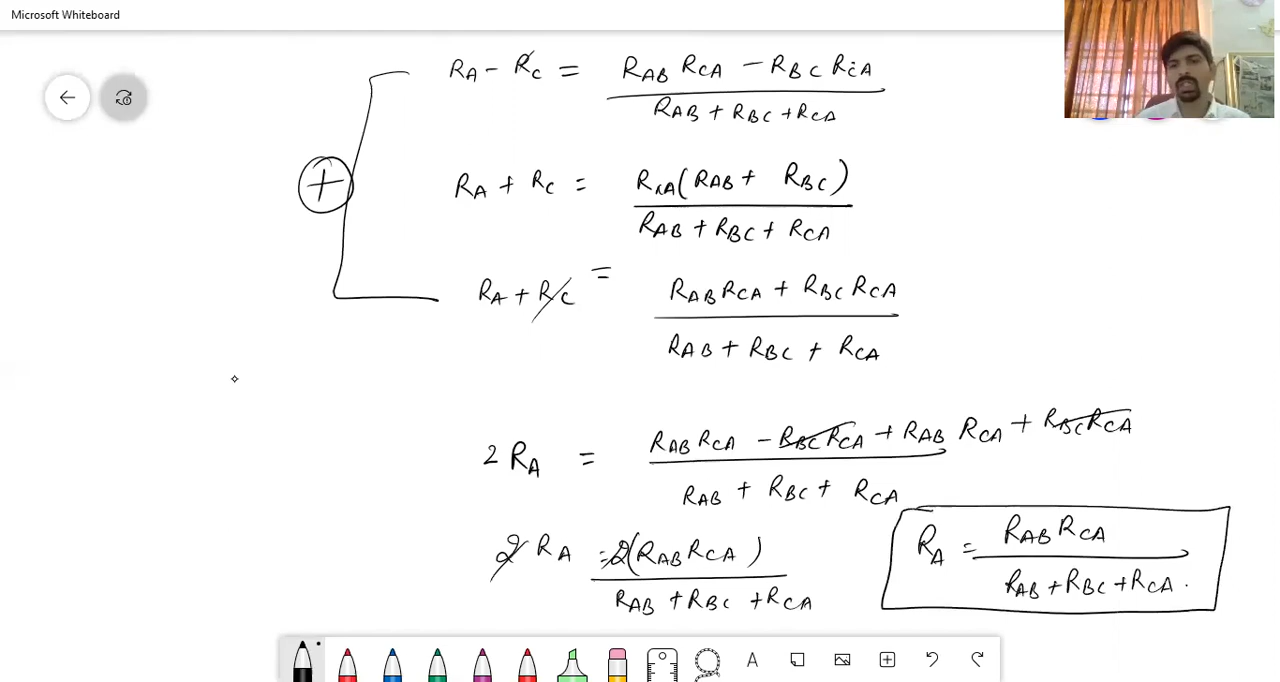 Microsoft Whiteboard
RA - RC = RAB RCA - RBC RCA
RAB + RBC + RCA
RA + RC = RCA(RAB + RBC)
RAB + RBC + RCA
RA + RC = RAB RCA + RBC RCA
RAB + RBC + RCA
2 RA = RAB RCA - RBC RCA + RAB RCA + RBC RCA
RAB + RBC + RCA
2 RA = 2(RAB RCA)
RAB + RBC + RCA
RA = RAB RCA
RAB + RBC + RCA.
A